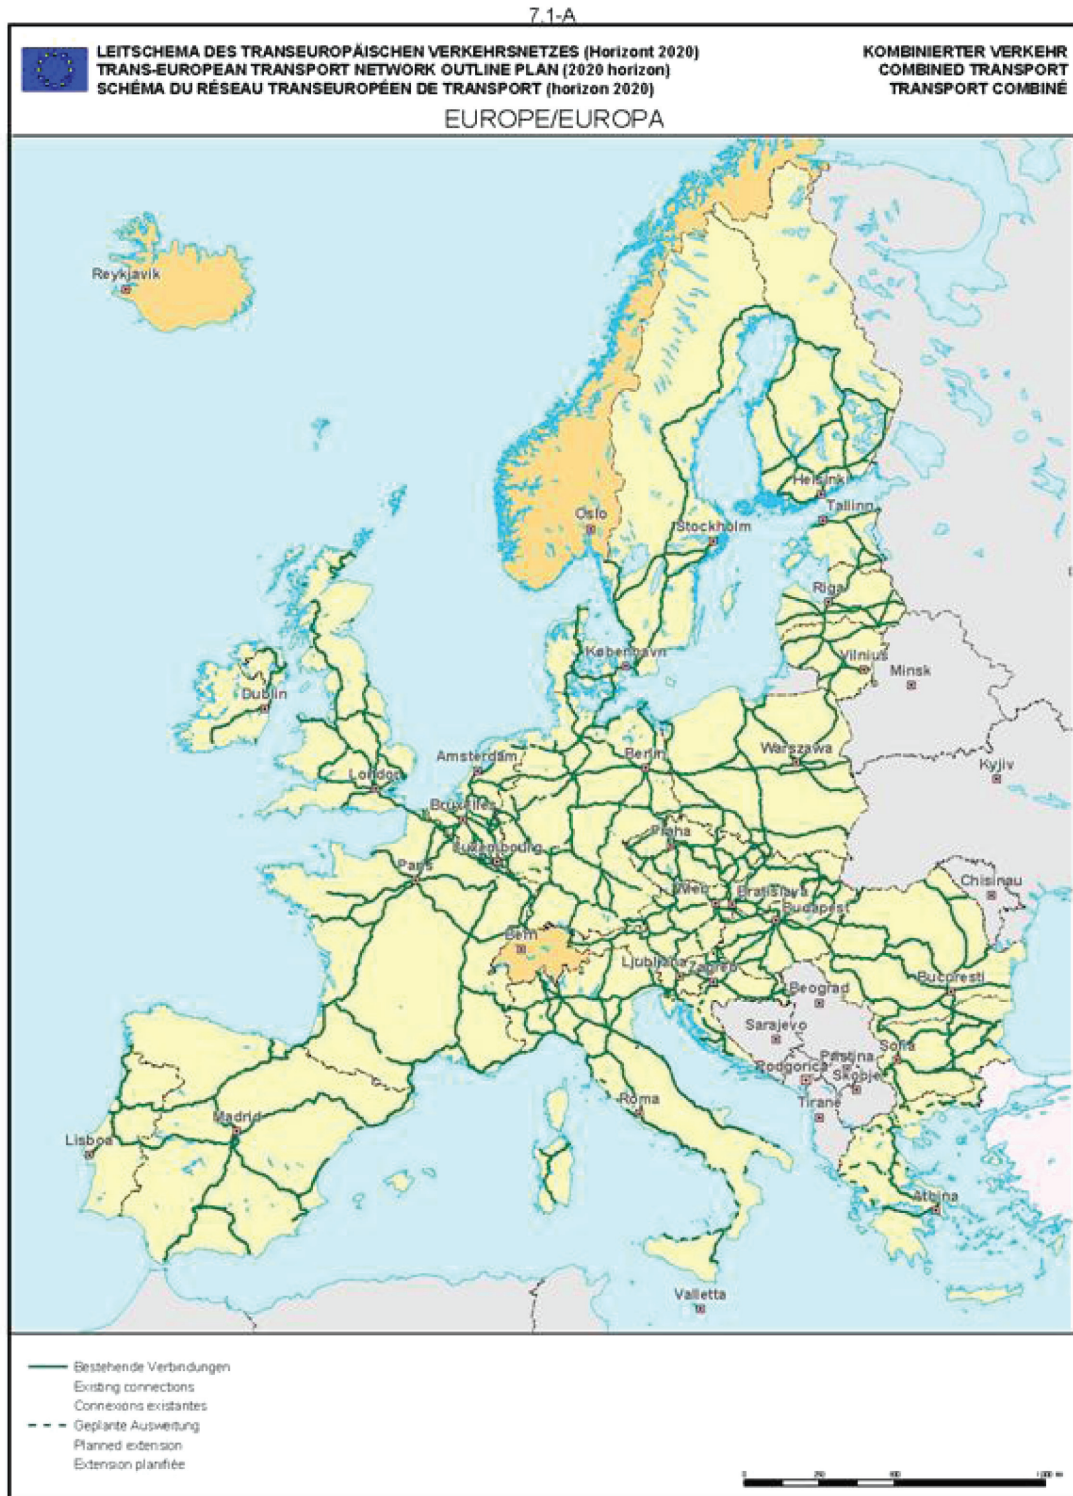 7.1-A
LEITSCHEMA DES TRANSEUROPÄISCHEN VERKEHRSNETZES (Horizont 2020)
TRANS-EUROPEAN TRANSPORT NETWORK OUTLINE PLAN (2020 horizon)
SCHÉMA DU RÉSEAU TRANSEUROPÉEN DE TRANSPORT (horizon 2020)
KOMBINIERTER VERKEHR
COMBINED TRANSPORT
TRANSPORT COMBINÉ
EUROPE/EUROPA
Reykjavik
Helsinki
Tallinn
Oslo
Stockholm
Riga
København
Vilnius
Minsk
Dublin
Amsterdam
Berlin
Warszawa
London
Kyjiv
Bruxelles
Praha
Luxembourg
Paris
Chisinau
Wien
Bratislava
Budapest
Bern
Ljubljana
Zagreb
Beograd
Bucuresti
Sarajevo
Sofia
Pristina
Podgorica
Skopje
Roma
Tirane
Madrid
Lisboa
Athina
Valletta
Bestehende Verbindungen
Existing connections
Connexions existantes
Geplante Auswertung
Planned extension
Extension planifiée
0